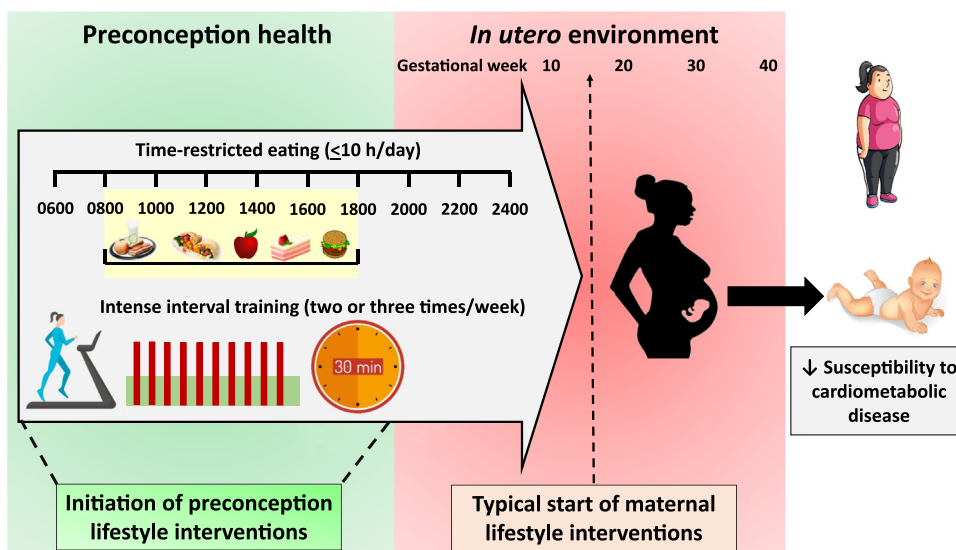 Preconception health
In utero environment
Gestational week 10 20 30 40
Time-restricted eating (≤10 h/day)
0600 0800 1000 1200 1400 1600 1800 2000 2200 2400
Intense interval training (two or three times/week)
30 min
↓ Susceptibility to
cardiometabolic
disease
Initiation of preconception
lifestyle interventions
Typical start of maternal
lifestyle interventions